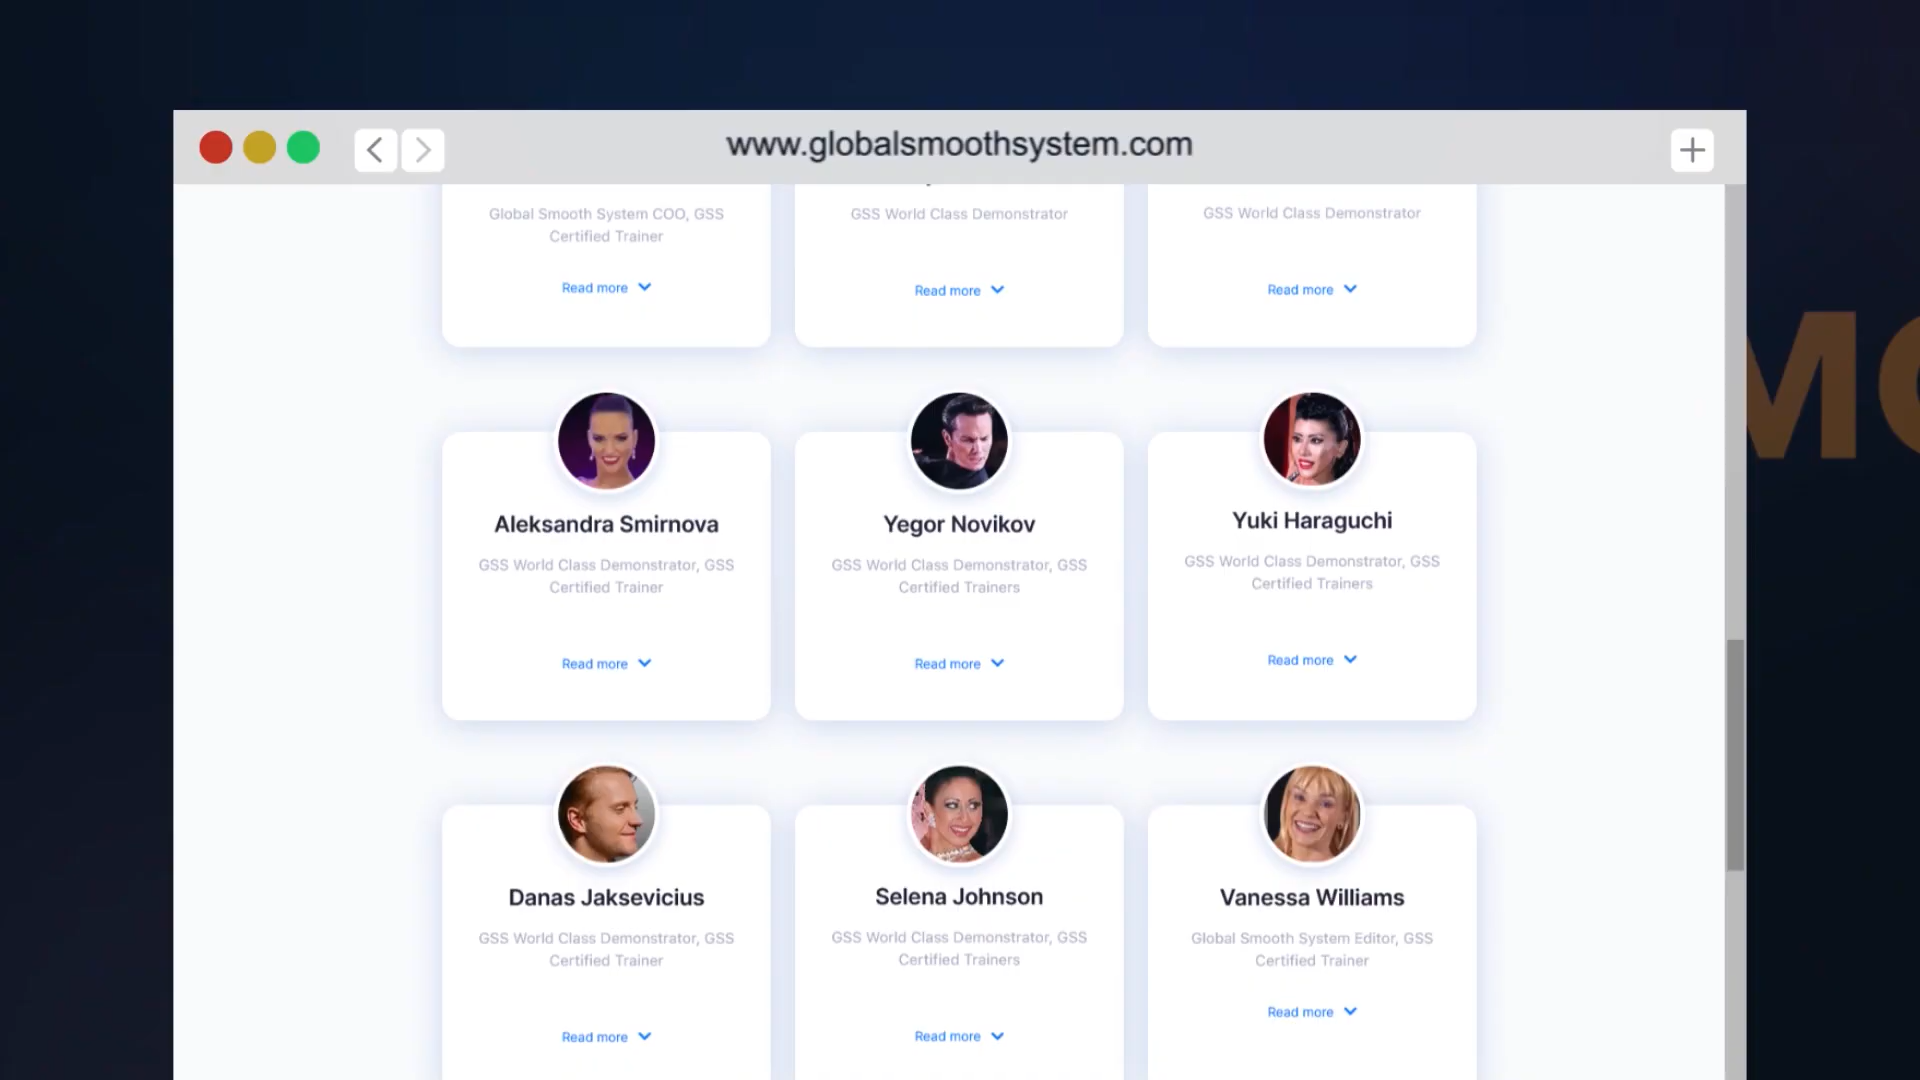 www.globalsmoothsystem.com
Global Smooth System COO, GSS
Certified Trainer
Read more
GSS World Class Demonstrator
Read more
GSS World Class Demonstrator
Read more
Aleksandra Smirnova
GSS World Class Demonstrator, GSS
Certified Trainer
Read more
Yegor Novikov
GSS World Class Demonstrator, GSS
Certified Trainers
Read more
Yuki Haraguchi
GSS World Class Demonstrator, GSS
Certified Trainers
Read more
Danas Jaksevicius
GSS World Class Demonstrator, GSS
Certified Trainer
Read more
Selena Johnson
GSS World Class Demonstrator, GSS
Certified Trainers
Read more
Vanessa Williams
Global Smooth System Editor, GSS
Certified Trainer
Read more